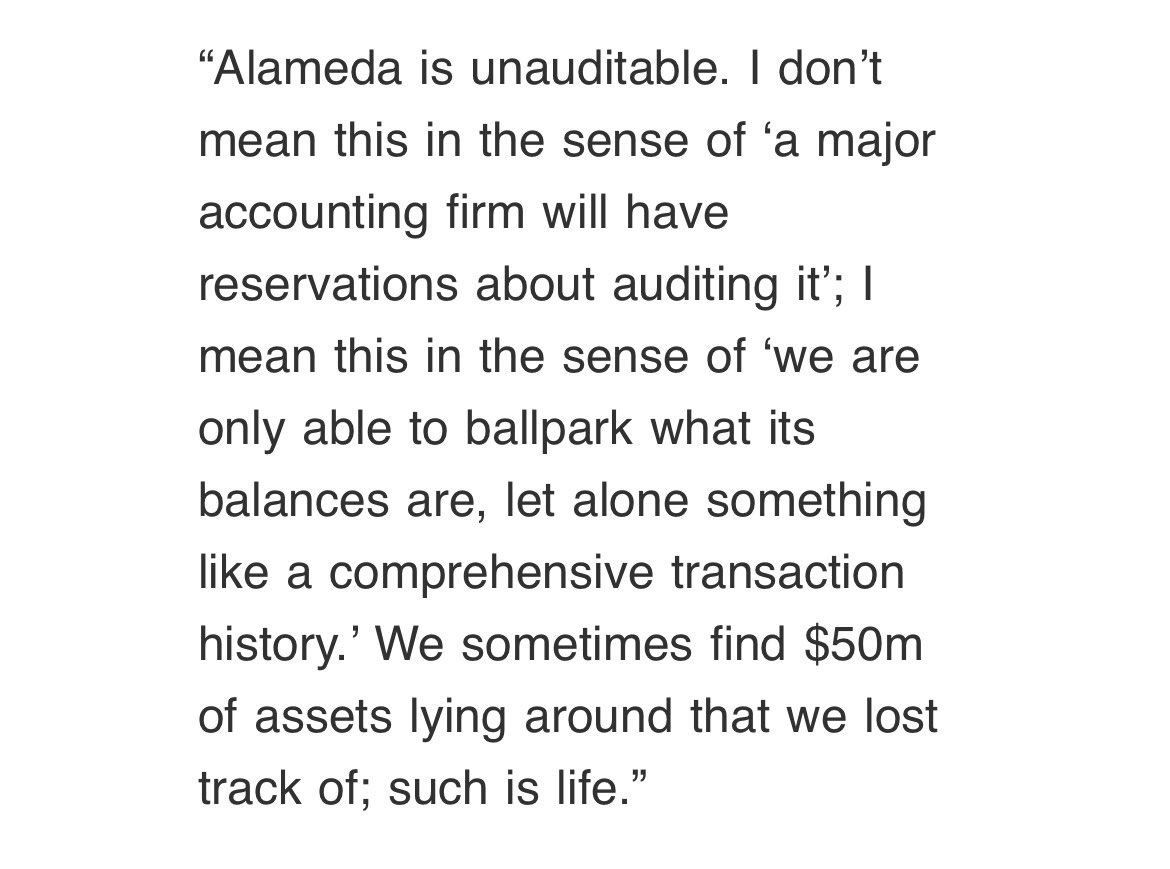 “Alameda is unauditable. I don’t
mean this in the sense of ‘a major
accounting firm will have
reservations about auditing it’; I
mean this in the sense of ‘we are
only able to ballpark what its
balances are, let alone something
like a comprehensive transaction
history.’ We sometimes find $50m
of assets lying around that we lost
track of; such is life.”